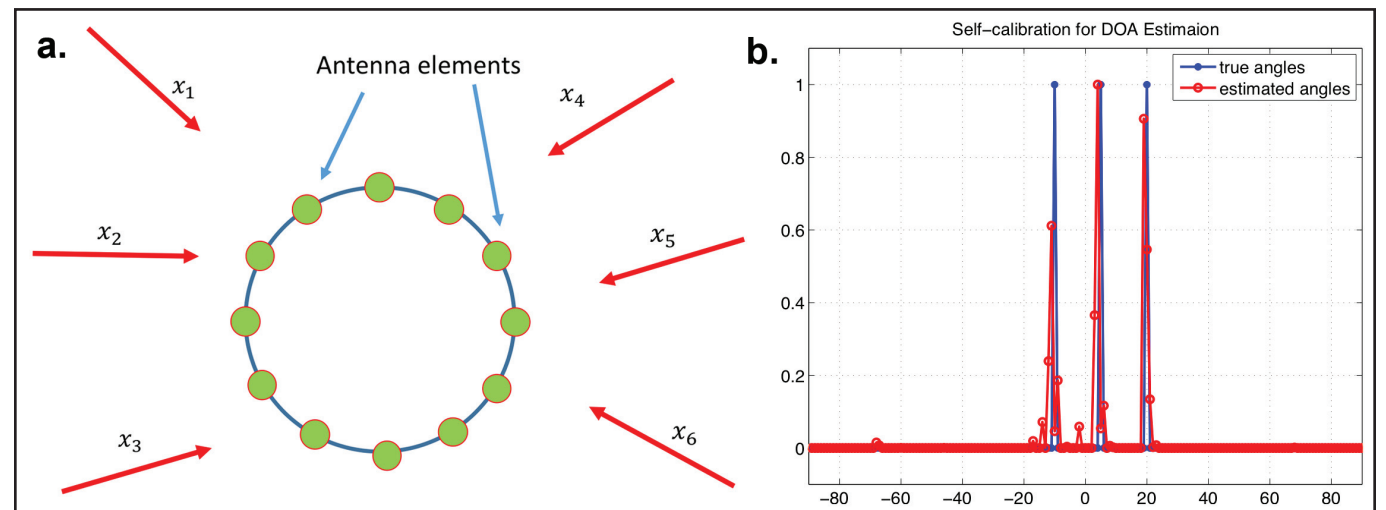 a.
Antenna elements
x₁
x₂
x₃
x₄
x₅
x₆
b.
Self−calibration for DOA Estimaion
true angles
estimated angles
1
0.8
0.6
0.4
0.2
0
−80 −60 −40 −20 0 20 40 60 80